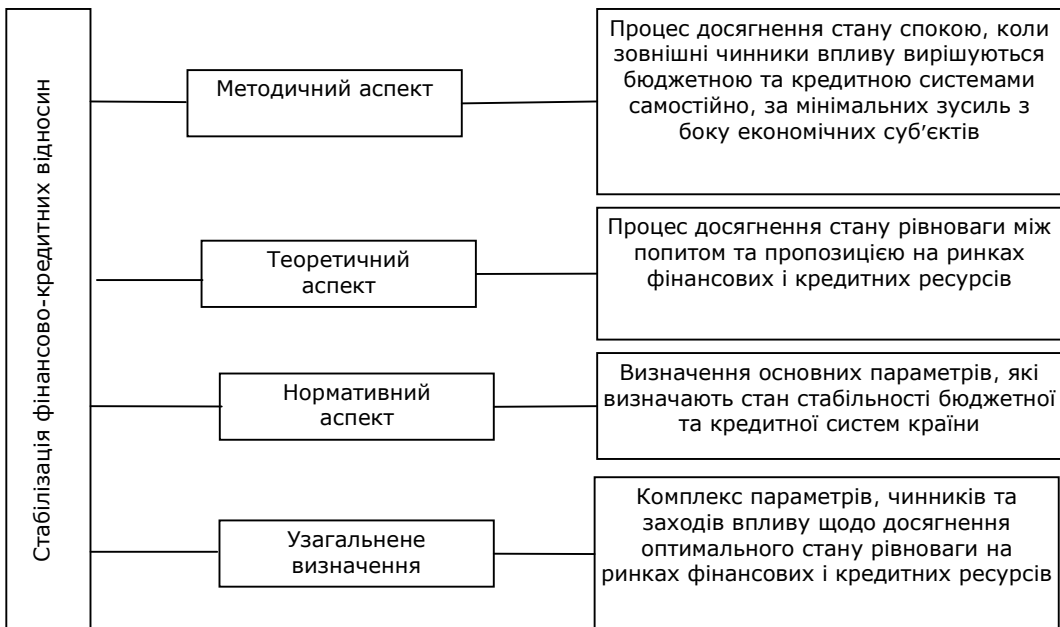 Стабілізація фінансово-кредитних відносин
Методичний аспект
Процес досягнення стану спокою, коли
зовнішні чинники впливу вирішуються
бюджетною та кредитною системами
самостійно, за мінімальних зусиль з
боку економічних суб’єктів
Теоретичний
аспект
Процес досягнення стану рівноваги між
попитом та пропозицією на ринках
фінансових і кредитних ресурсів
Нормативний
аспект
Визначення основних параметрів, які
визначають стан стабільності бюджетної
та кредитної систем країни
Узагальнене
визначення
Комплекс параметрів, чинників та
заходів впливу щодо досягнення
оптимального стану рівноваги на
ринках фінансових і кредитних ресурсів